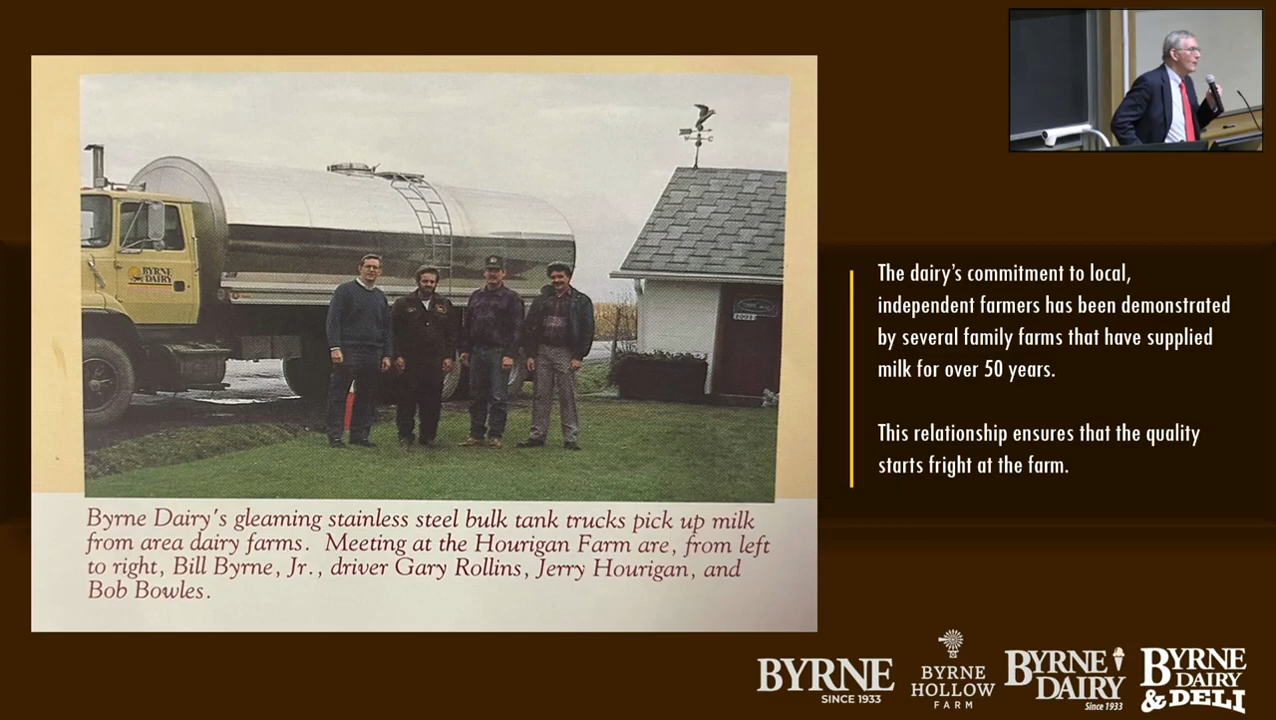 BYRNE
DAIRY
The dairy's commitment to local,
independent farmers has been demonstrated
by several family farms that have supplied
milk for over 50 years.
This relationship ensures that the quality
starts fright at the farm.
Byrne Dairy's gleaming stainless steel bulk tank trucks pick up milk
from area dairy farms. Meeting at the Hourigan Farm are, from left
to right, Bill Byrne, Jr., driver Gary Rollins, Jerry Hourigan, and
Bob Bowles.
BYRNE
SINCE 1933
BYRNE
HOLLOW
FARM
BYRNE
DAIRY
Since 1933
BYRNE
DAIRY
& DELI